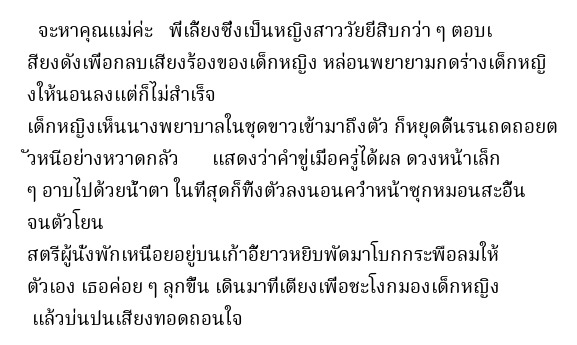 จะหาคุณแม่ค่ะ พี่เลี้ยงซึ่งเป็นหญิงสาววัยยี่สิบกว่า ๆ ตอบเ
สียงดังเพื่อกลบเสียงร้องของเด็กหญิง หล่อนพยายามกดร่างเด็กหญิ
งให้นอนลงแต่ก็ไม่สำเร็จ
เด็กหญิงเห็นนางพยาบาลในชุดขาวเข้ามาถึงตัว ก็หยุดดิ้นรนถดถอยต
ัวหนีอย่างหวาดกลัว แสดงว่าคำขู่เมื่อครู่ได้ผล ดวงหน้าเล็ก
ๆ อาบไปด้วยน้ำตา ในที่สุดก็ทิ้งตัวลงนอนคว่ำหน้าซุกหมอนสะอื้น
จนตัวโยน
สตรีผู้นั่งพักเหนื่อยอยู่บนเก้าอี้ยาวหยิบพัดมาโบกกระพือลมให้
ตัวเอง เธอค่อย ๆ ลุกขึ้น เดินมาที่เตียงเพื่อชะโงกมองเด็กหญิง
แล้วบ่นปนเสียงทอดถอนใจ